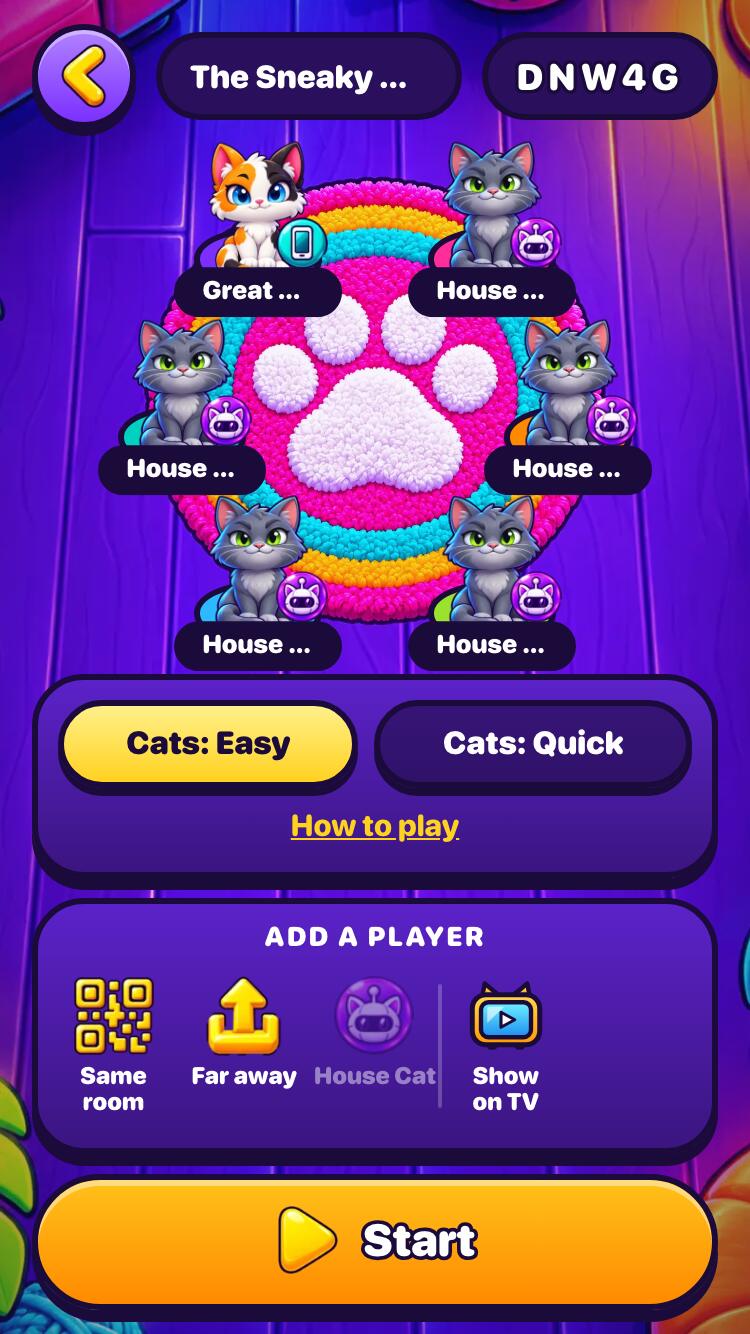 The Sneaky ...
DNW4G
Great ...
House ...
House ...
House ...
House ...
House ...
Cats: Easy
Cats: Quick
How to play
ADD A PLAYER
Same
room
Far away
House Cat
Show
on TV
Start